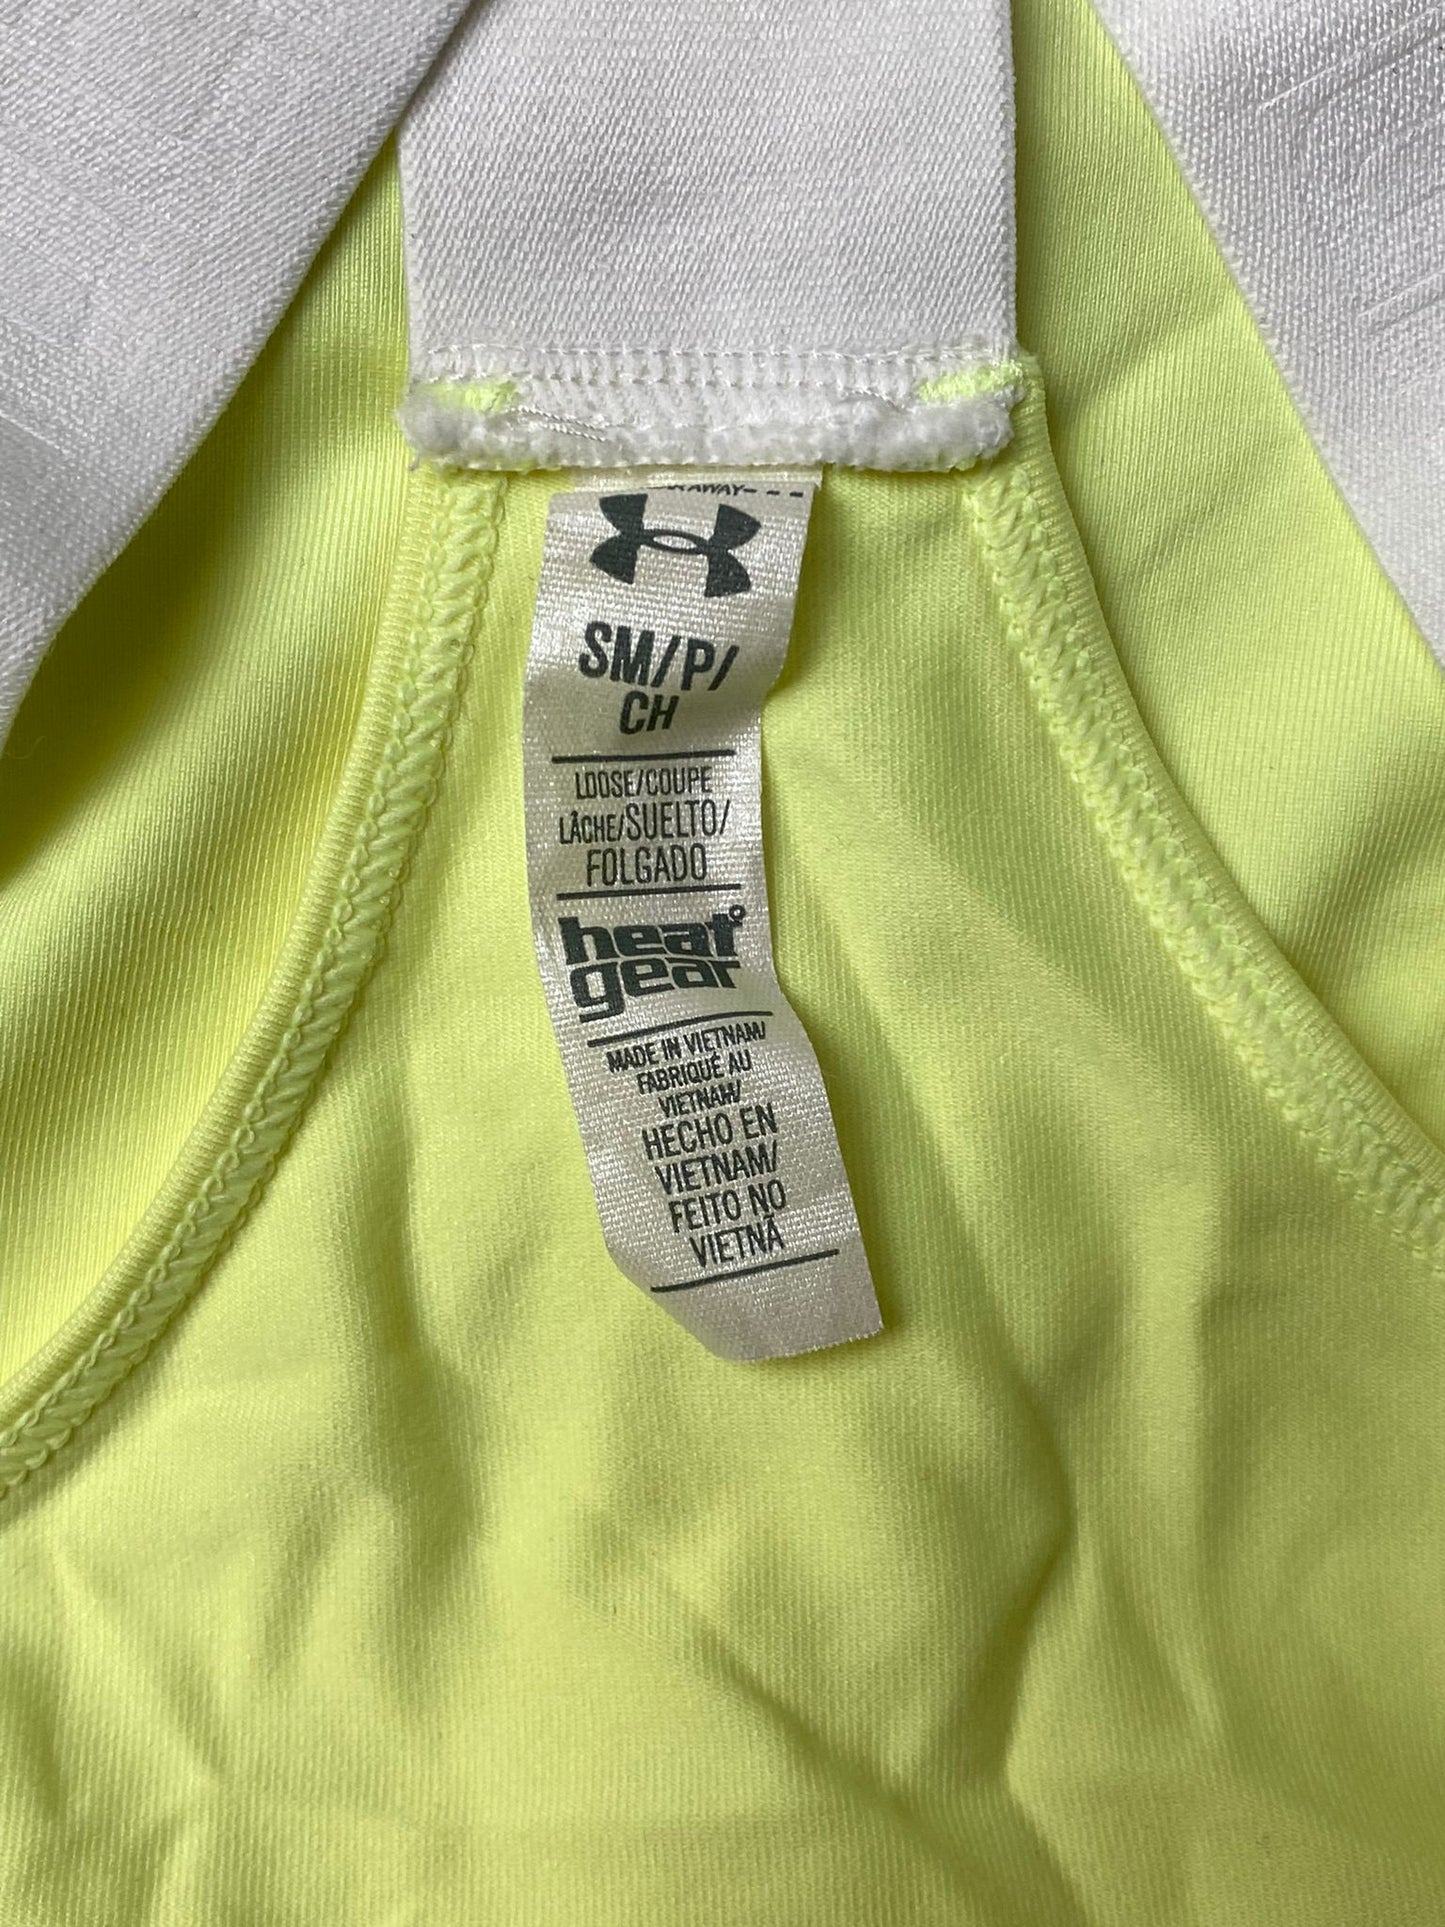 AWAY---
SM/P/
CH
LOOSE/COUPE
LÂCHE/SUELTO/
FOLGADO
heat°
gear
MADE IN VIETNAM/
FABRIQUÉ AU
VIETNAM/
HECHO EN
VIETNAM/
FEITO NO
VIETNÃ